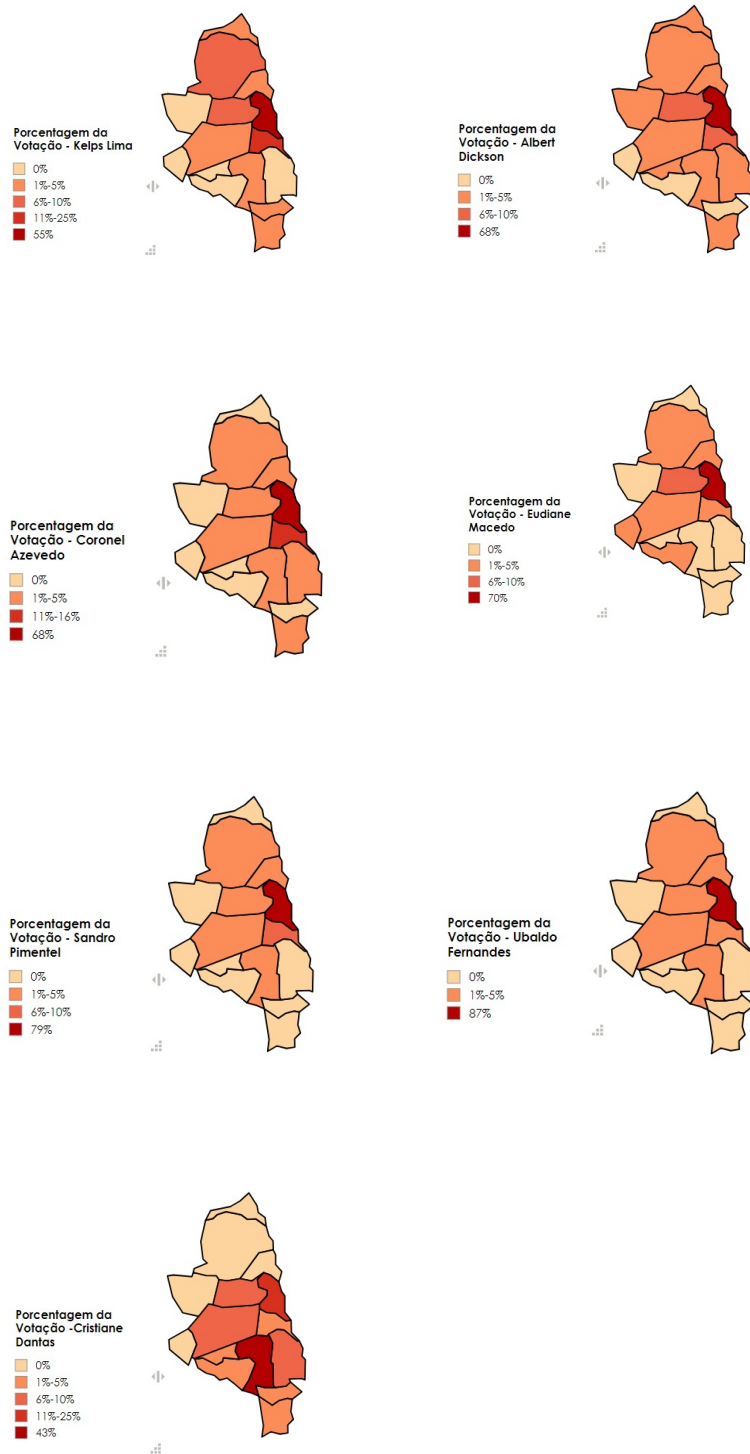 Porcentagem da
Votação - Kelps Lima
0%
1%-5%
6%-10%
11%-25%
55%
Porcentagem da
Votação - Albert
Dickson
0%
1%-5%
6%-10%
68%
Porcentagem da
Votação - Coronel
Azevedo
0%
1%-5%
11%-16%
68%
Porcentagem da
Votação - Eudiane
Macedo
0%
1%-5%
6%-10%
70%
Porcentagem da
Votação - Sandro
Pimentel
0%
1%-5%
6%-10%
79%
Porcentagem da
Votação - Ubaldo
Fernandes
0%
1%-5%
87%
Porcentagem da
Votação -Cristiane
Dantas
0%
1%-5%
6%-10%
11%-25%
43%